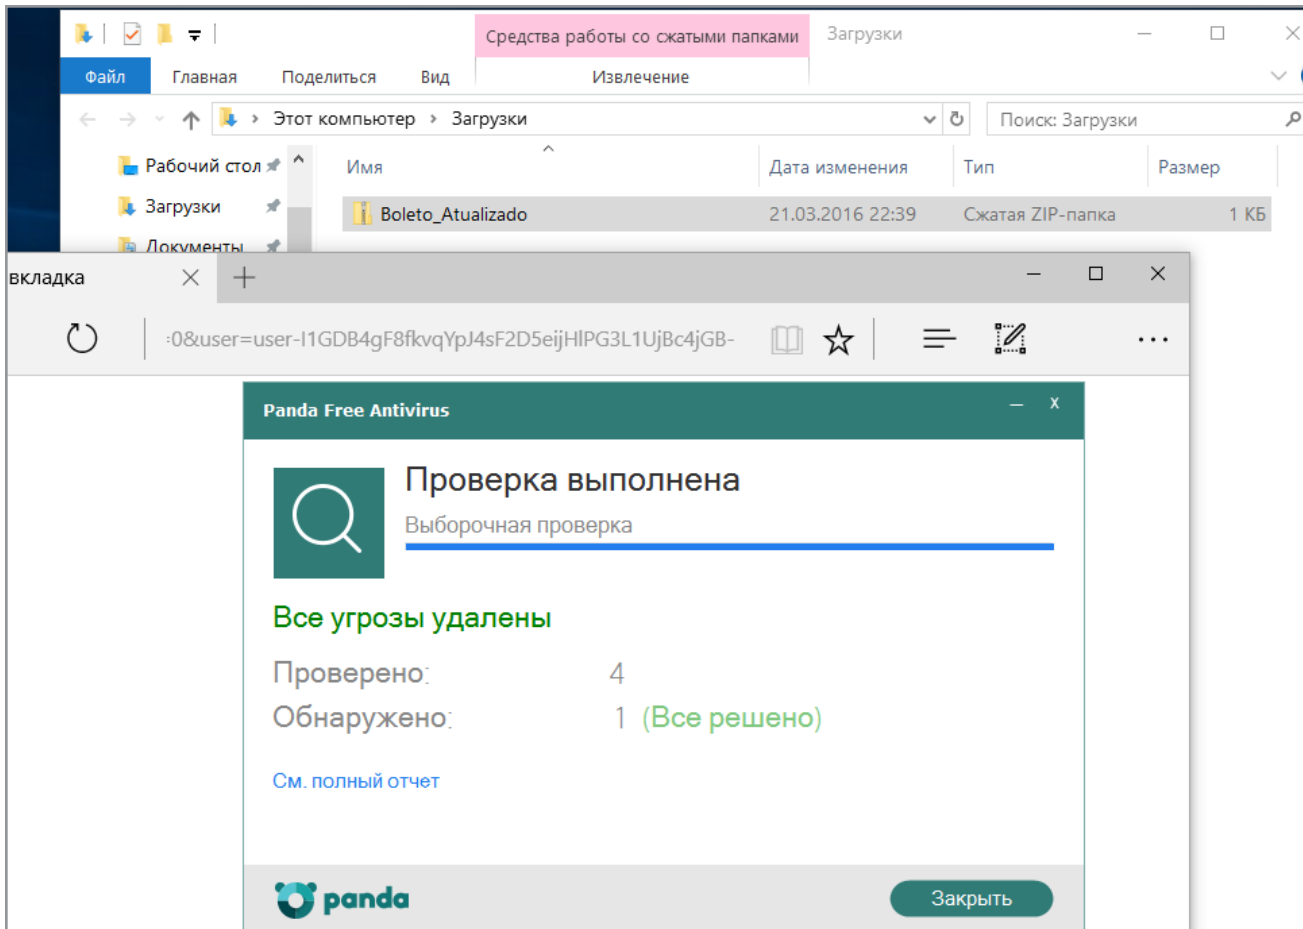 Средства работы со сжатыми папками Загрузки
Файл Главная Поделиться Вид Извлечение
Этот компьютер > Загрузки Поиск: Загрузки
Рабочий стол Имя Дата изменения Тип Размер
Загрузки Boleto_Atualizado 21.03.2016 22:39 Сжатая ZIP-папка 1 КБ
Документы
вкладка
:0&user=user-I1GDB4gF8fkvqYpJ4sF2D5eijHlPG3L1UjBc4jGB-
Panda Free Antivirus
Проверка выполнена
Выборочная проверка
Все угрозы удалены
Проверено: 4
Обнаружено: 1 (Все решено)
См. полный отчет
panda Закрыть